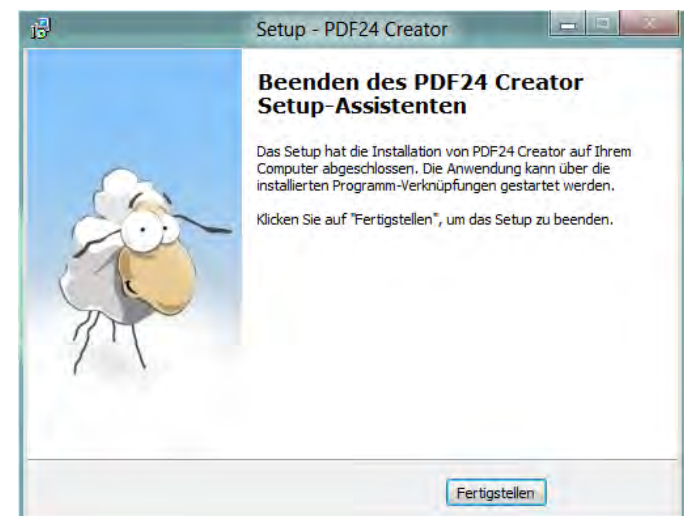 Setup - PDF24 Creator
Beenden des PDF24 Creator
Setup-Assistenten
Das Setup hat die Installation von PDF24 Creator auf Ihrem
Computer abgeschlossen. Die Anwendung kann über die
installierten Programm-Verknüpfungen gestartet werden.
Klicken Sie auf "Fertigstellen", um das Setup zu beenden.
Fertigstellen